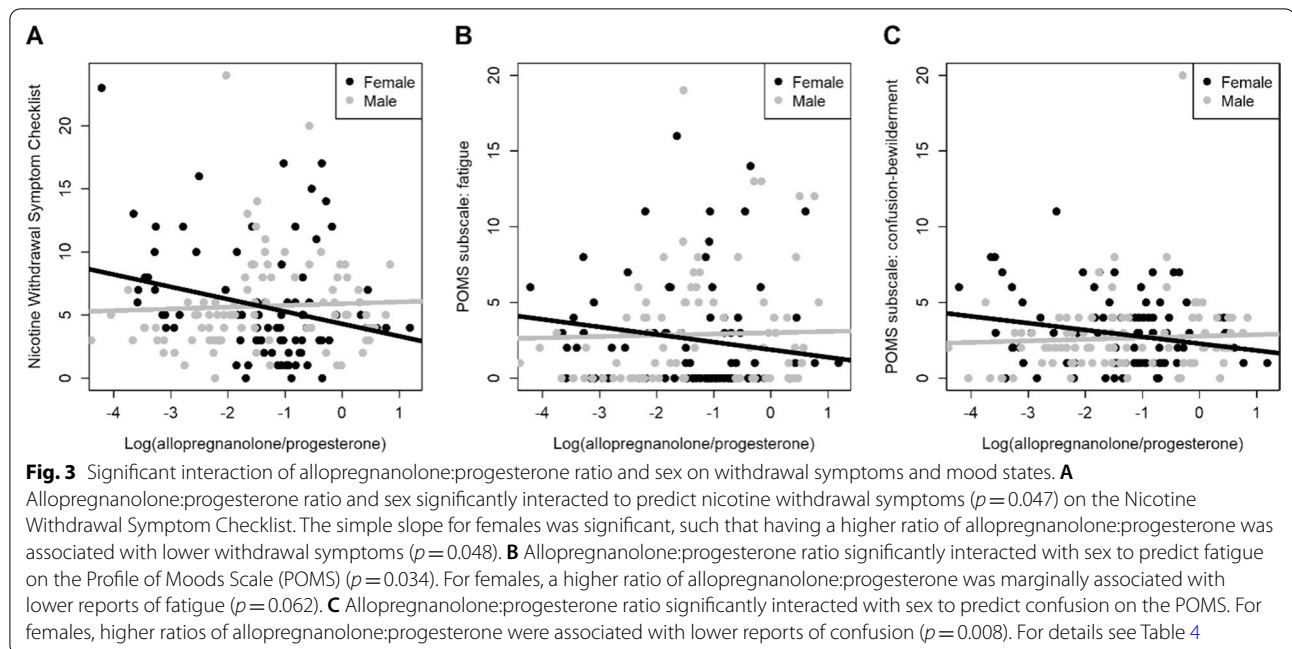 A
B
C
Female
Male
Female
Male
Female
Male
Nicotine Withdrawal Symptom Checklist
20
15
10
5
0
-4 -3 -2 -1 0 1
Log(allopregnanolone/progesterone)
POMS subscale: fatigue
20
15
10
5
0
-4 -3 -2 -1 0 1
Log(allopregnanolone/progesterone)
POMS subscale: confusion-bewilderment
20
15
10
5
0
-4 -3 -2 -1 0 1
Log(allopregnanolone/progesterone)
Fig. 3 Significant interaction of allopregnanolone:progesterone ratio and sex on withdrawal symptoms and mood states. A
Allopregnanolone:progesterone ratio and sex significantly interacted to predict nicotine withdrawal symptoms (p = 0.047) on the Nicotine
Withdrawal Symptom Checklist. The simple slope for females was significant, such that having a higher ratio of allopregnanolone:progesterone was
associated with lower withdrawal symptoms (p = 0.048). B Allopregnanolone:progesterone ratio significantly interacted with sex to predict fatigue
on the Profile of Moods Scale (POMS) (p = 0.034). For females, a higher ratio of allopregnanolone:progesterone was marginally associated with
lower reports of fatigue (p = 0.062). C Allopregnanolone:progesterone ratio significantly interacted with sex to predict confusion on the POMS. For
females, higher ratios of allopregnanolone:progesterone were associated with lower reports of confusion (p = 0.008). For details see Table 4